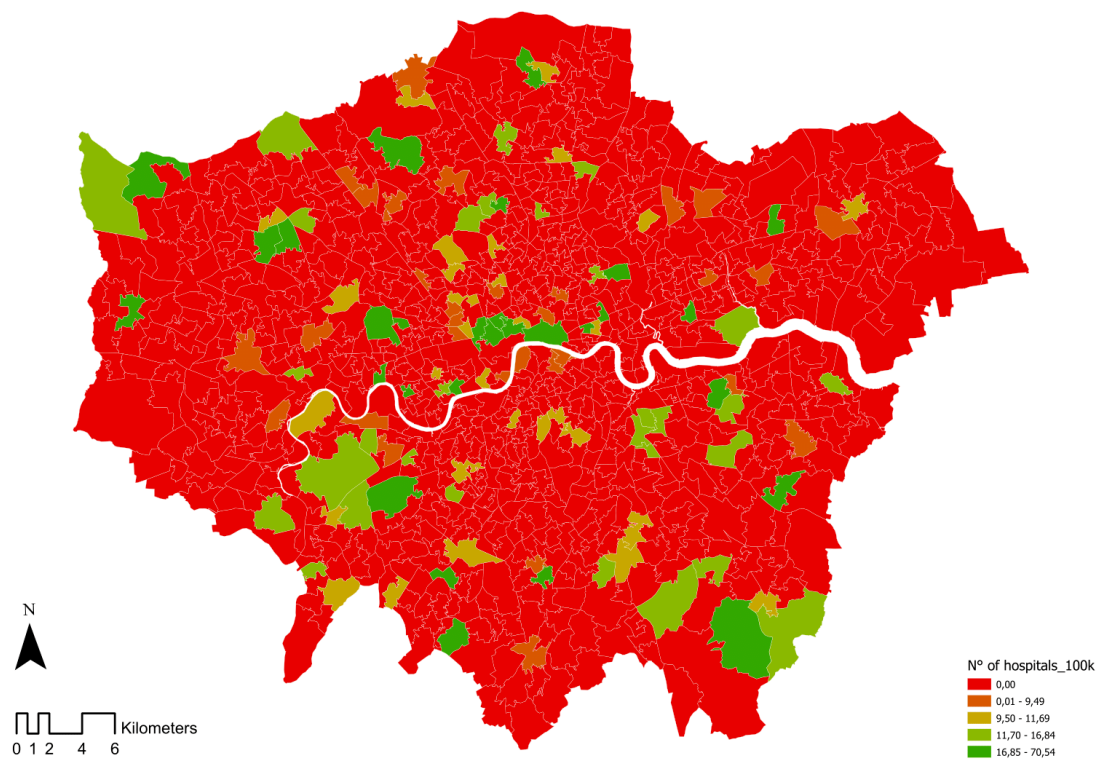 N
Kilometers
0 1 2 4 6
N° of hospitals_100k
0,00
0,01 - 9,49
9,50 - 11,69
11,70 - 16,84
16,85 - 70,54